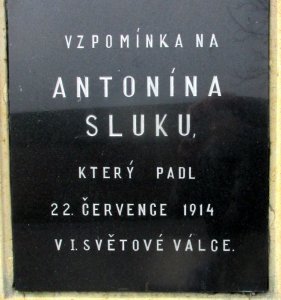 VZPOMÍNKA NA
ANTONÍNA
SLUKU,
KTERÝ PADL
22. ČERVENCE 1914
V I. SVĚTOVÉ VÁLCE.